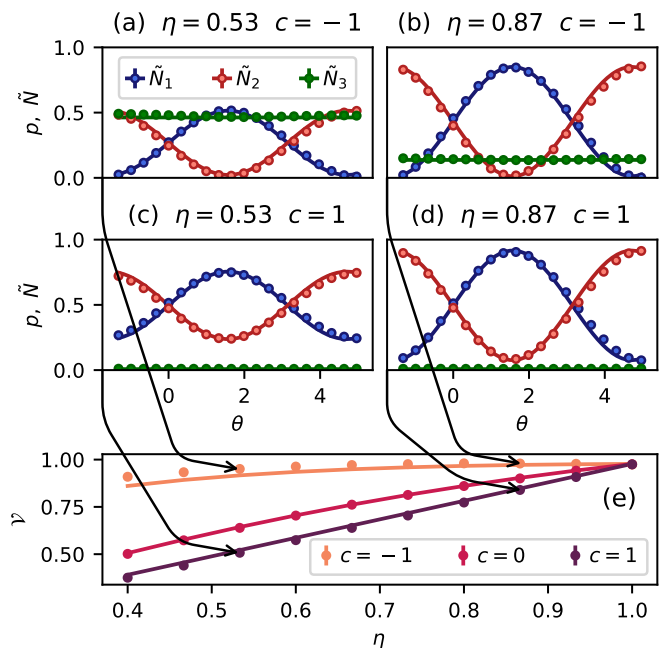 (a) η = 0.53 c = −1
(b) η = 0.87 c = −1
1.0
0.5
0.0
p, Ñ
Ñ1 Ñ2 Ñ3
(c) η = 0.53 c = 1
(d) η = 0.87 c = 1
1.0
0.5
0.0
p, Ñ
0 2 4
θ
0 2 4
θ
1.00
0.75
0.50
𝒱
(e)
c = −1 c = 0 c = 1
0.4 0.5 0.6 0.7 0.8 0.9 1.0
η